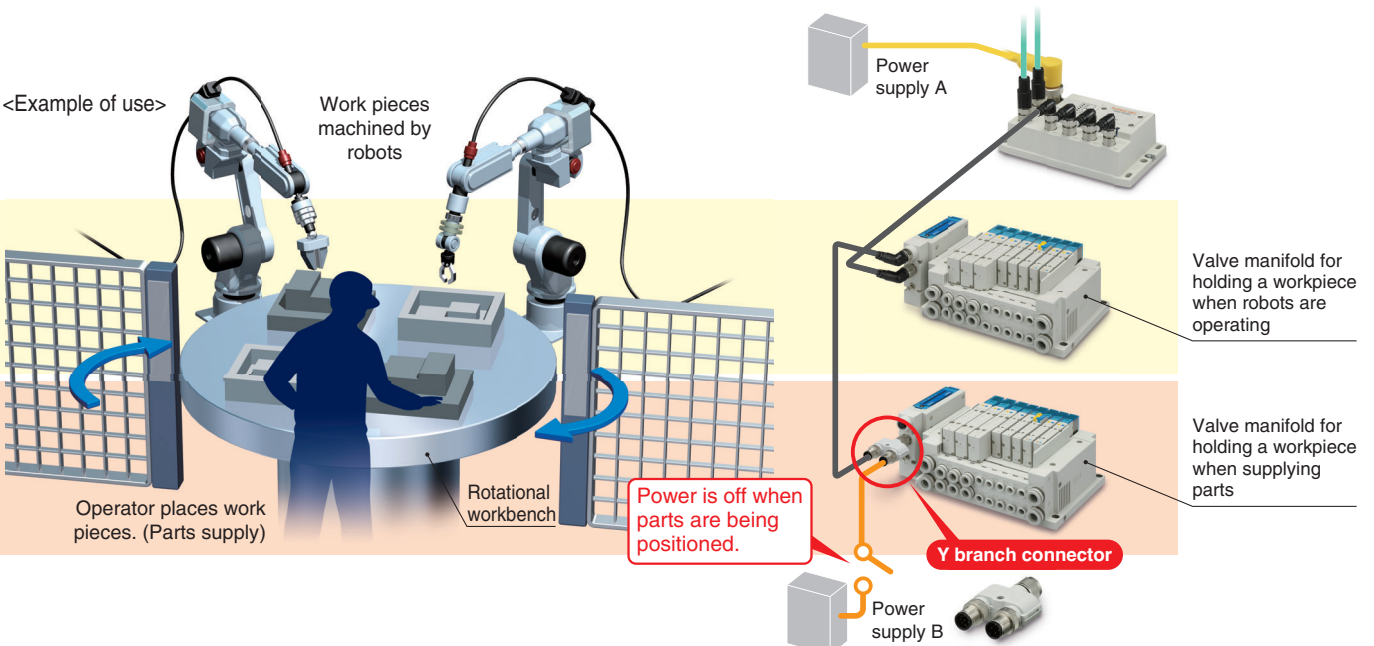 <Example of use>
Work pieces
machined by
robots
Power
supply A
Valve manifold for
holding a workpiece
when robots are
operating
Valve manifold for
holding a workpiece
when supplying
parts
Operator places work
pieces. (Parts supply)
Rotational
workbench
Power is off when
parts are being
positioned.
Y branch connector
Power
supply B